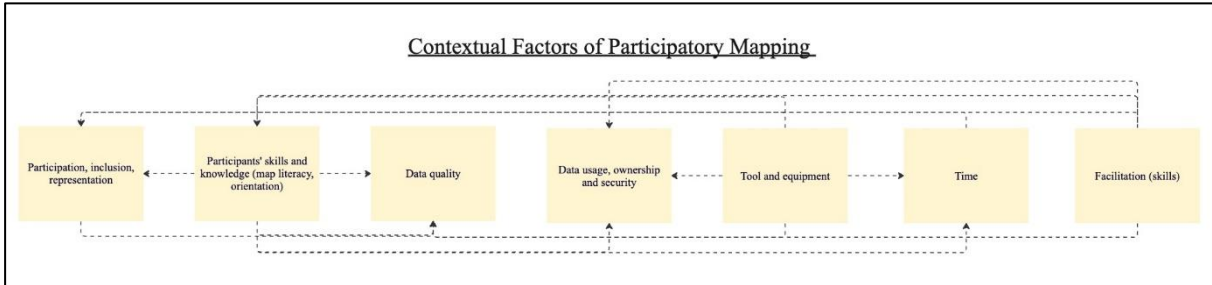 Contextual Factors of Participatory Mapping
Participation, inclusion,
representation
Participants' skills and
knowledge (map literacy,
orientation)
Data quality
Data usage, ownership
and security
Tool and equipment
Time
Facilitation (skills)